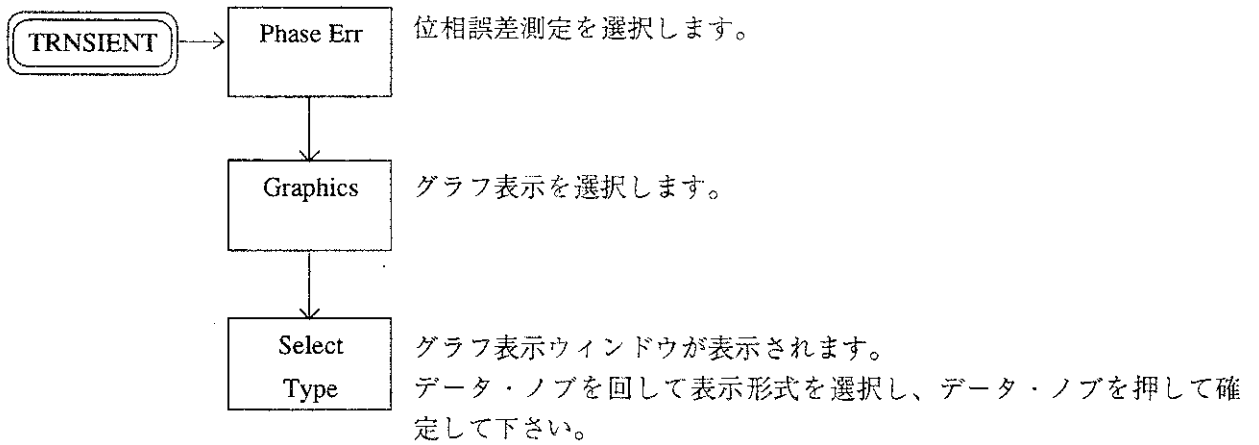 TRNSIENT
Phase Err
位相誤差測定を選択します。
Graphics
グラフ表示を選択します。
Select
Type
グラフ表示ウィンドウが表示されます。
データ・ノブを回して表示形式を選択し、データ・ノブを押して確
定して下さい。